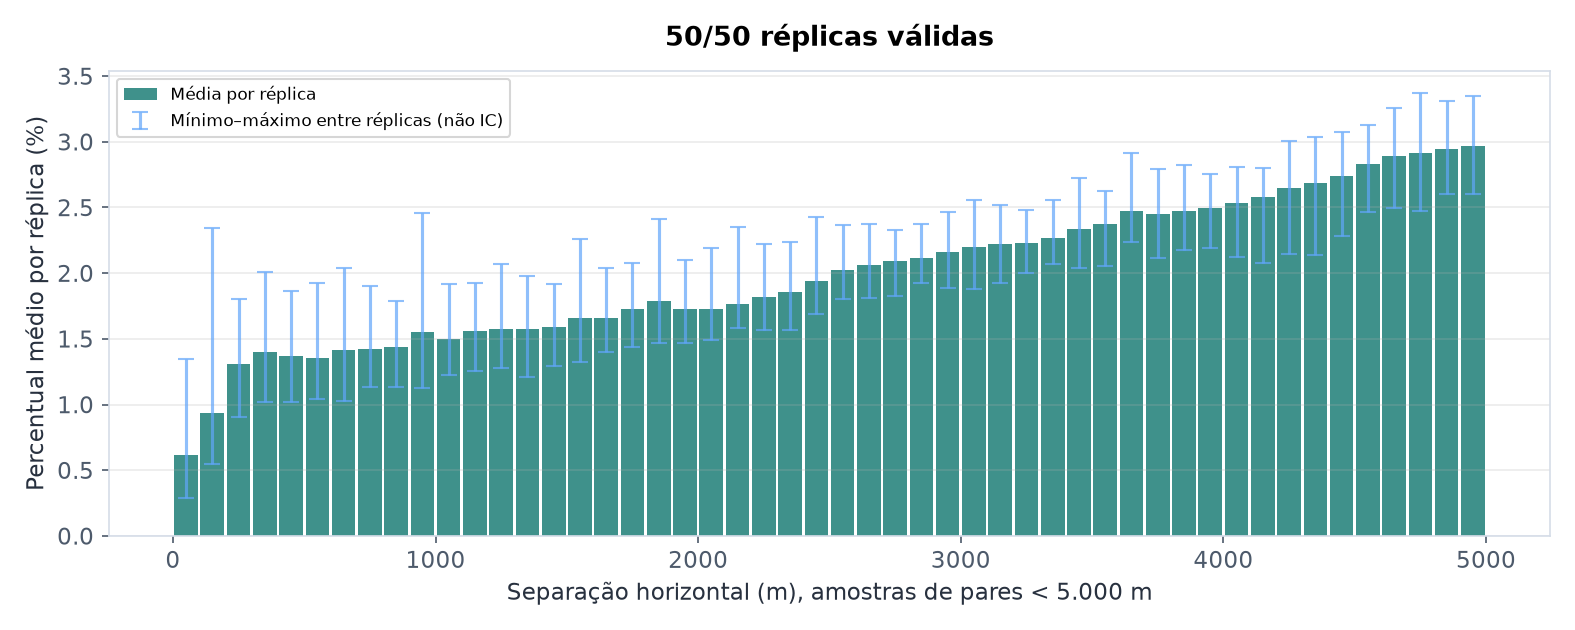 50/50 réplicas válidas
Média por réplica
Mínimo–máximo entre réplicas (não IC)
Percentual médio por réplica (%)
3.5
3.0
2.5
2.0
1.5
1.0
0.5
0.0
0 1000 2000 3000 4000 5000
Separação horizontal (m), amostras de pares < 5.000 m